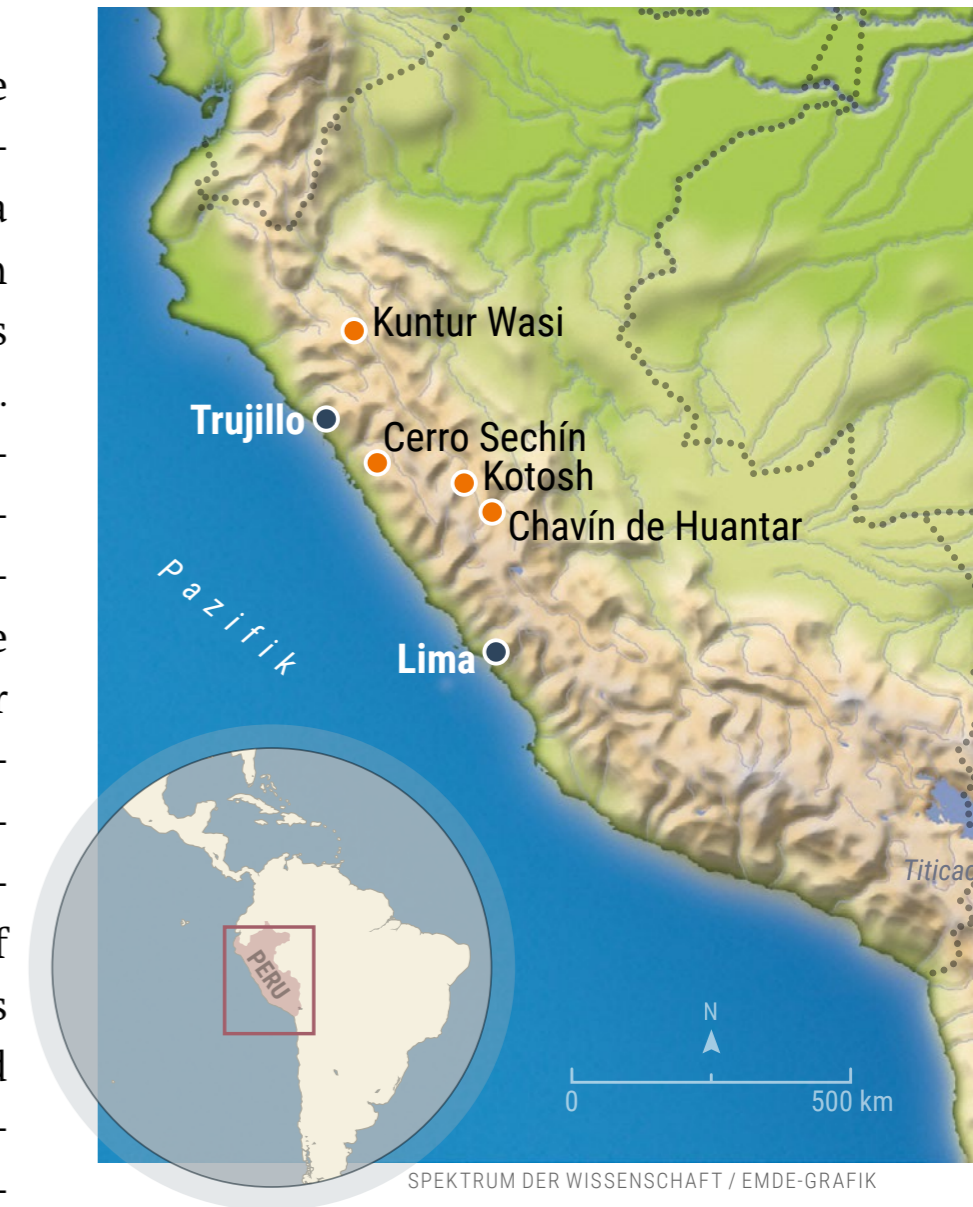 Kuntur Wasi
Trujillo
Cerro Sechín
Kotosh
Chavín de Huantar
Pazifik
Lima
Titicac
PERU
N
0
500 km
SPEKTRUM DER WISSENSCHAFT / EMDE-GRAFIK